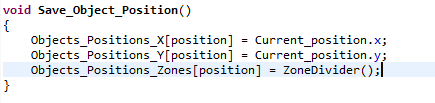 void Save_Object_Position()
{
    Objects_Positions_X[position] = Current_position.x;
    Objects_Positions_Y[position] = Current_position.y;
    Objects_Positions_Zones[position] = ZoneDivider();
}